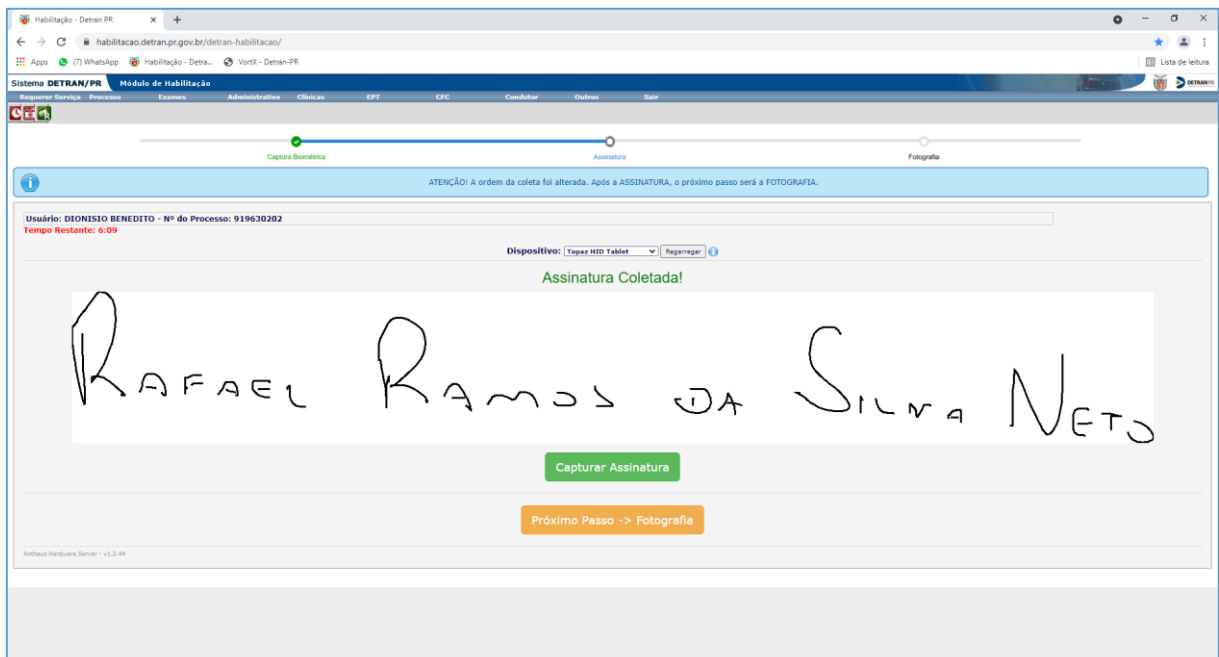 Habilitação - Detran PR
habilitacao.detran.pr.gov.br/detran-habilitacao/
Apps (7) WhatsApp Habilitação - Detra... VortX - Detran-PR Lista de leitura
Sistema DETRAN/PR Módulo de Habilitação DETRAN
Requerer Serviço Processo Exames Administrativo Clínicas EPT CFC Condutor Outros Sair
Captura Biométrica Assinatura Fotografia
ATENÇÃO! A ordem da coleta foi alterada. Após a ASSINATURA, o próximo passo será a FOTOGRAFIA.
Usuário: DIONISIO BENEDITO - Nº do Processo: 919630202
Tempo Restante: 6:09
Dispositivo: Topaz HID Tablet Regarregar
Assinatura Coletada!
RAFAEL RAMOS DA SILVA NETO
Capturar Assinatura
Próximo Passo -> Fotografia
Antheus Hardware Server - v1.2.44